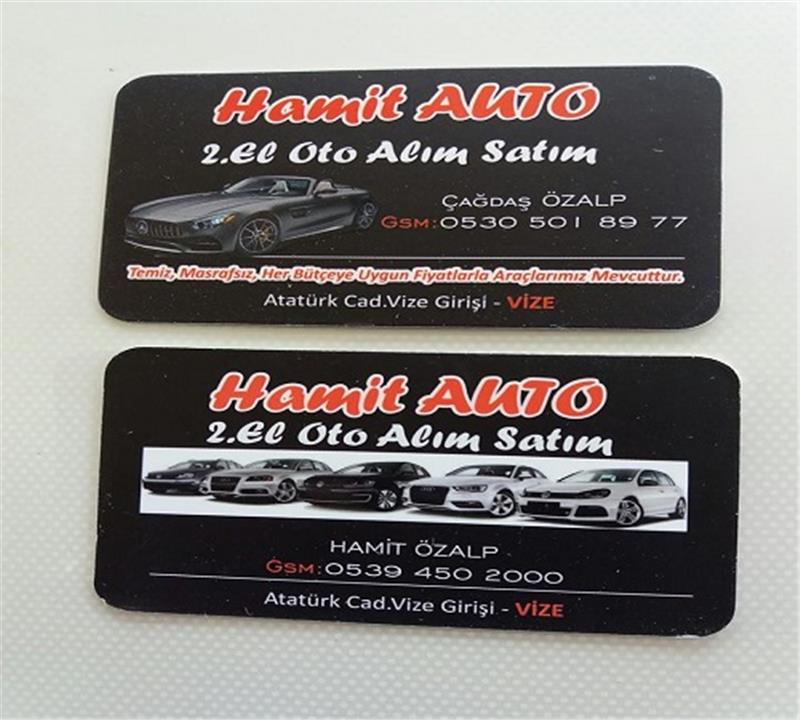 Hamit AUTO
2.El Oto Alım Satım
ÇAĞDAŞ ÖZALP
GSM:0530 501 89 77
Temiz, Masrafsız, Her Bütçeye Uygun Fiyatlarla Araçlarımız Mevcuttur.
Atatürk Cad.Vize Girişi - VİZE
Hamit AUTO
2.El Oto Alım Satım
HAMİT ÖZALP
GSM:0539 450 2000
Atatürk Cad.Vize Girişi - VİZE